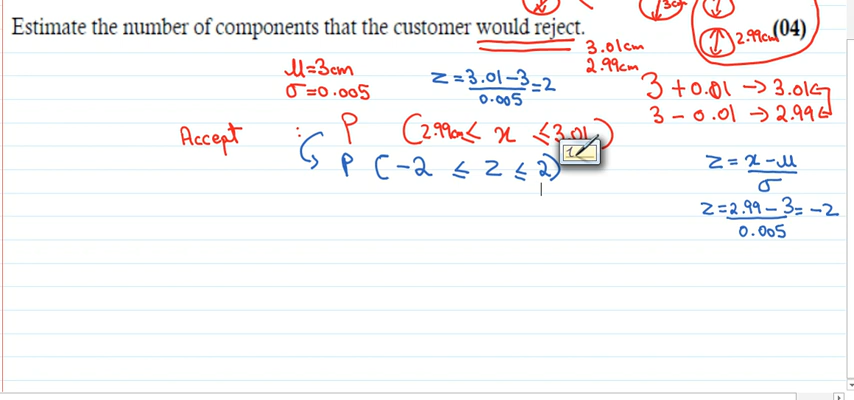 3cm
Estimate the number of components that the customer would reject. (04)
2.99cm
3.01cm
2.99cm
μ=3cm
σ=0.005
z=3.01-3=2
0.005
3 + 0.01 → 3.01
3 - 0.01 → 2.99
Accept : P (2.99cm ≤ x ≤ 3.01 )
P (-2 ≤ z ≤ 2)
z = x-μ
σ
z=2.99-3= -2
0.005